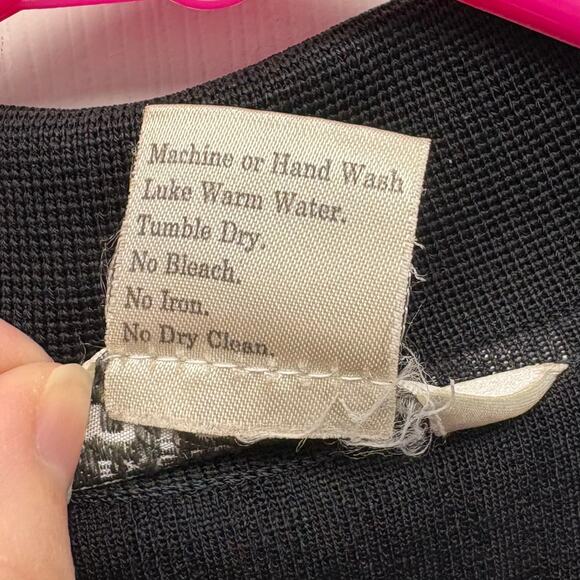 Machine or Hand Wash
Luke Warm Water.
Tumble Dry.
No Bleach.
No Iron.
No Dry Clean.